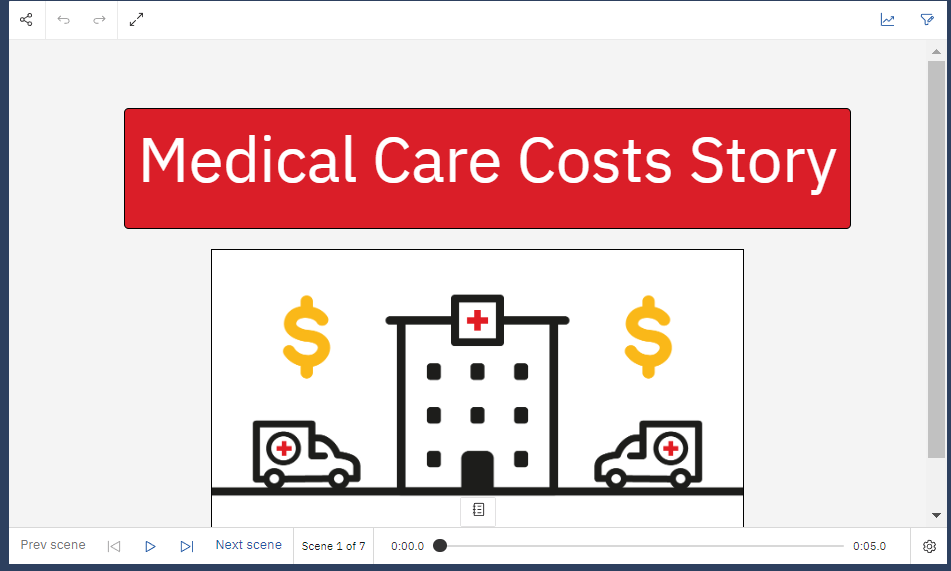 Medical Care Costs Story
$ $
Prev scene Next scene Scene 1 of 7 0:00.0 0:05.0